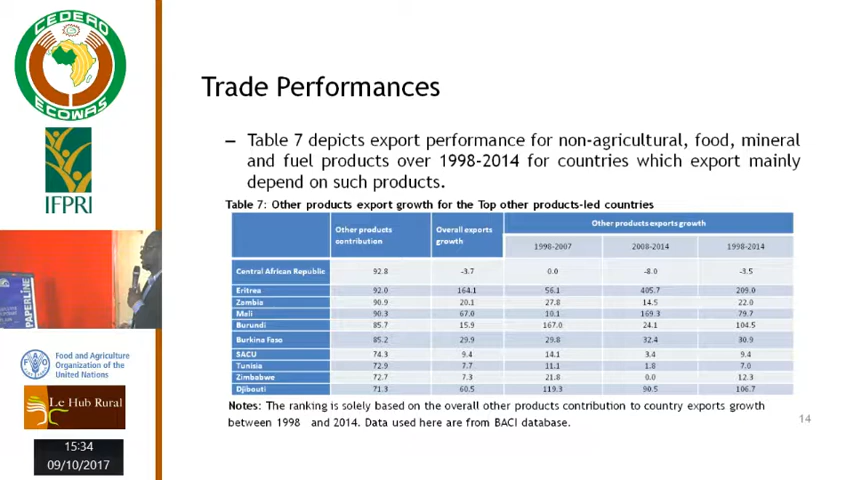 CEDEAO
ECOWAS
IFPRI
Trade Performances
– Table 7 depicts export performance for non-agricultural, food, mineral
and fuel products over 1998-2014 for countries which export mainly
depend on such products.
Table 7: Other products export growth for the Top other products-led countries
Other products contribution Overall exports growth Other products exports growth
1998-2007 2008-2014 1998-2014
Central African Republic 92.8 -3.7 0.0 -8.0 -3.5
Eritrea 92.0 164.1 56.1 405.7 209.0
Zambia 90.9 20.1 27.8 14.5 22.0
Mali 90.3 67.0 10.1 169.3 79.7
Burundi 85.7 15.9 167.0 24.1 104.5
Burkina Faso 85.2 29.9 29.8 32.4 30.9
SACU 74.3 9.4 14.1 3.4 9.4
Tunisia 72.9 7.7 11.1 1.8 7.0
Zimbabwe 72.7 7.3 21.8 0.0 12.3
Djibouti 71.3 60.5 119.3 90.5 106.7
Notes: The ranking is solely based on the overall other products contribution to country exports growth
between 1998 and 2014. Data used here are from BACI database.
14
PAPERLINE
FAO
Food and Agriculture
Organization of the
United Nations
Le Hub Rural
15:34
09/10/2017